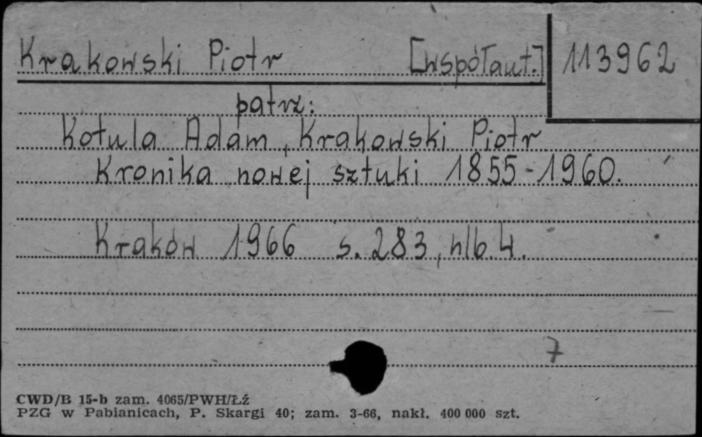 Krakowski Piotr [współaut.] 113962
patrz:
Kotula Adam, Krakowski Piotr
Kronika nowej sztuki 1855-1960.
Kraków 1966 s. 283, nlb. 4.
7
CWD/B 15-b zam. 4065/PWH/Łż
PZG w Pabianicach, P. Skargi 40; zam. 3-66, nakł. 400 000 szt.